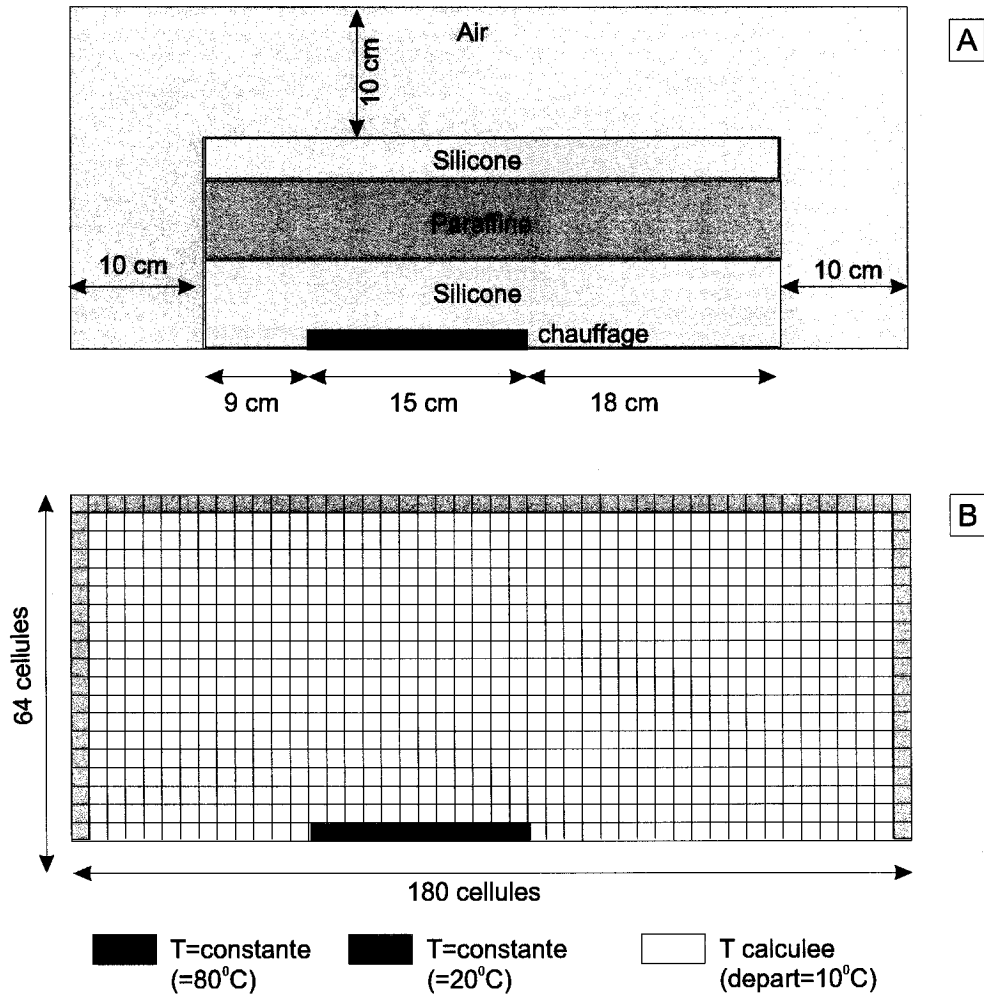 A
Air
10 cm
Silicone
Paraffine
10 cm
10 cm
Silicone
chauffage
9 cm
15 cm
18 cm
B
64 cellules
180 cellules
T=constante
(=80°C)
T=constante
(=20°C)
T calculee
(depart=10°C)